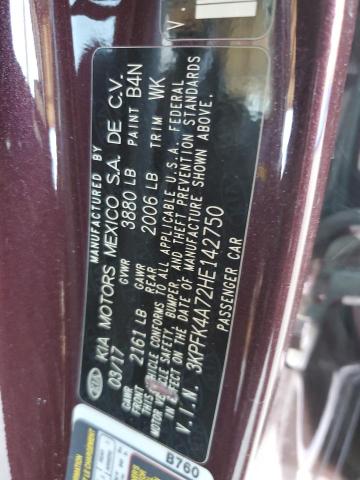 MANUFACTURED BY
KIA MOTORS MEXICO S.A. DE C.V.
KIA 03/17 GVWR 3880 LB PAINT B4N
GAWR FRONT 2161 LB GAWR REAR 2006 LB TRIM WK
THIS VEHICLE CONFORMS TO ALL APPLICABLE U.S.A. FEDERAL
MOTOR VEHICLE SAFETY, BUMPER, AND THEFT PREVENTION STANDARDS
IN EFFECT ON THE DATE OF MANUFACTURE SHOWN ABOVE.
V.I.N. 3KPFK4A72HE142750
PASSENGER CAR
B760
V